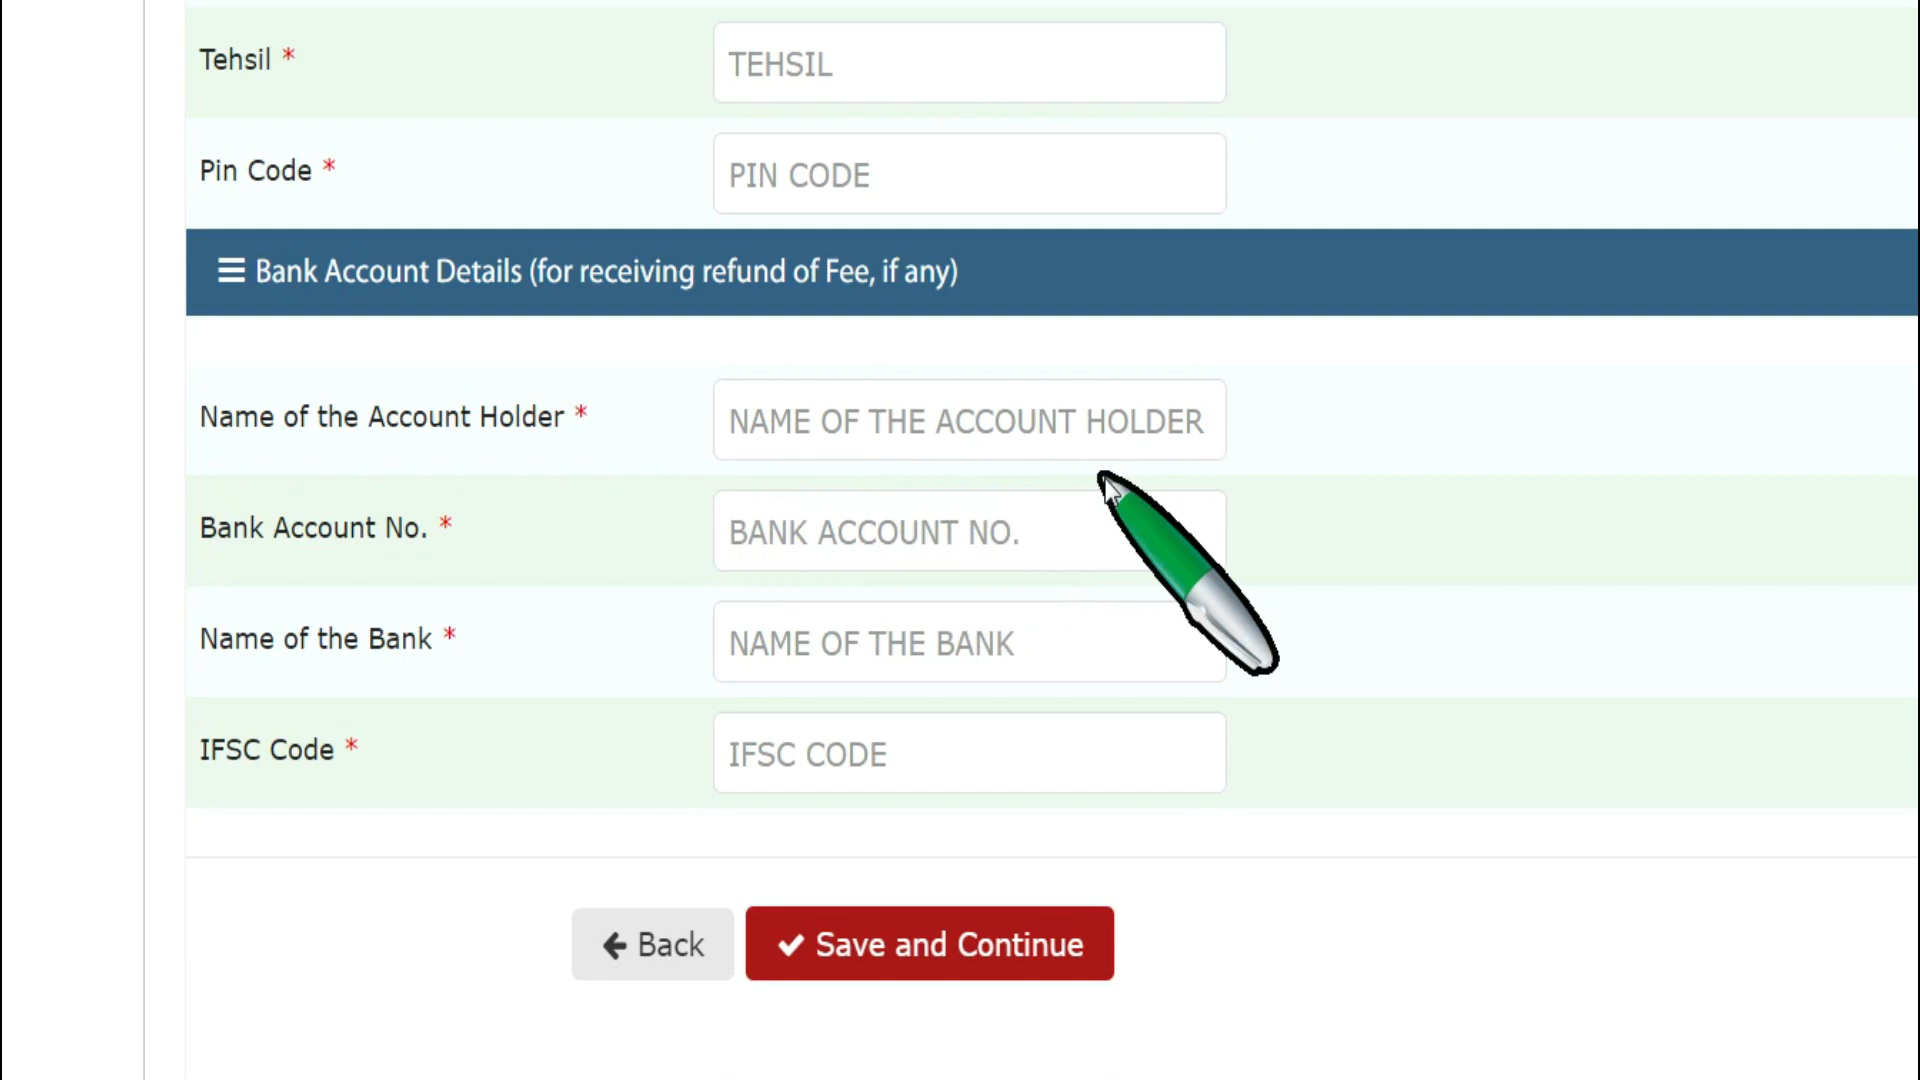 Tehsil *
TEHSIL
Pin Code *
PIN CODE
Bank Account Details (for receiving refund of Fee, if any)
Name of the Account Holder *
NAME OF THE ACCOUNT HOLDER
Bank Account No. *
BANK ACCOUNT NO.
Name of the Bank *
NAME OF THE BANK
IFSC Code *
IFSC CODE
Back
Save and Continue